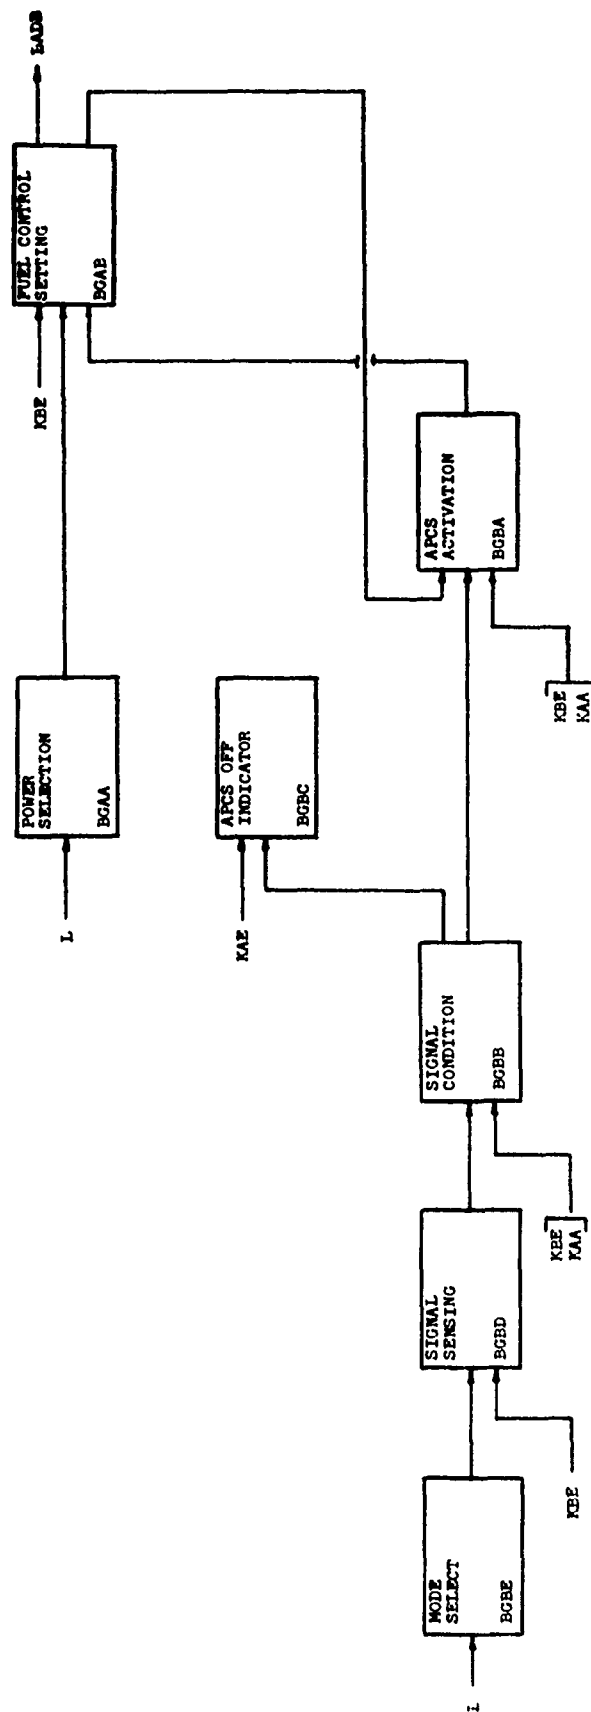 L
POWER
SELECTION
BGAA
KBE
FUEL CONTROL
SETTING
BGAB
LADB
KAE
APCS OFF
INDICATOR
BGBC
L
MODE
SELECT
BGBE
KBE
SIGNAL
SENSING
BGBD
KBE
KAA
SIGNAL
CONDITION
BGBB
KBE
KAA
APCS
ACTIVATION
BGBA